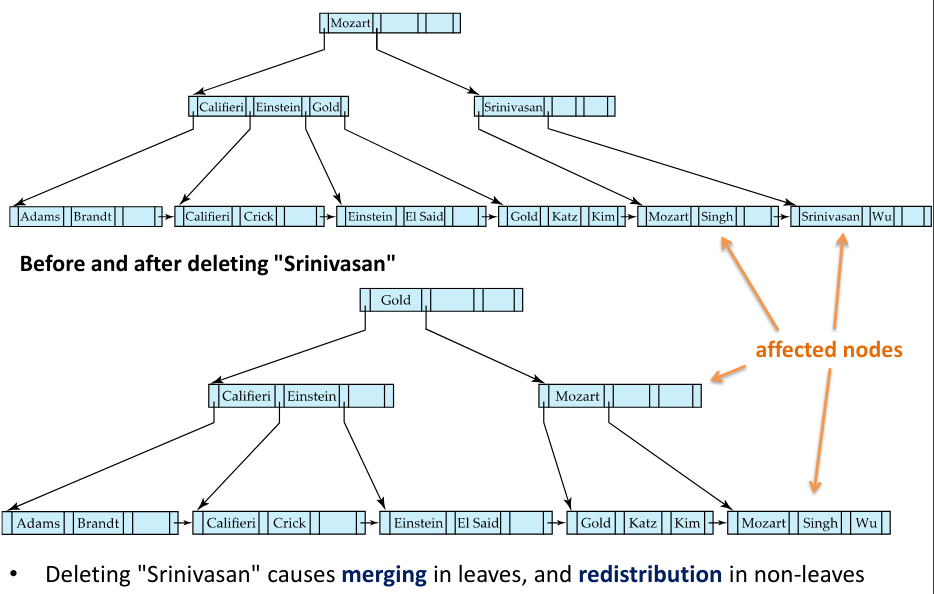 Mozart
Califieri Einstein Gold
Srinivasan
Adams Brandt
Califieri Crick
Einstein El Said
Gold Katz Kim
Mozart Singh
Srinivasan Wu
Before and after deleting "Srinivasan"
Gold
affected nodes
Califieri Einstein
Mozart
Adams Brandt
Califieri Crick
Einstein El Said
Gold Katz Kim
Mozart Singh Wu
• Deleting "Srinivasan" causes merging in leaves, and redistribution in non-leaves